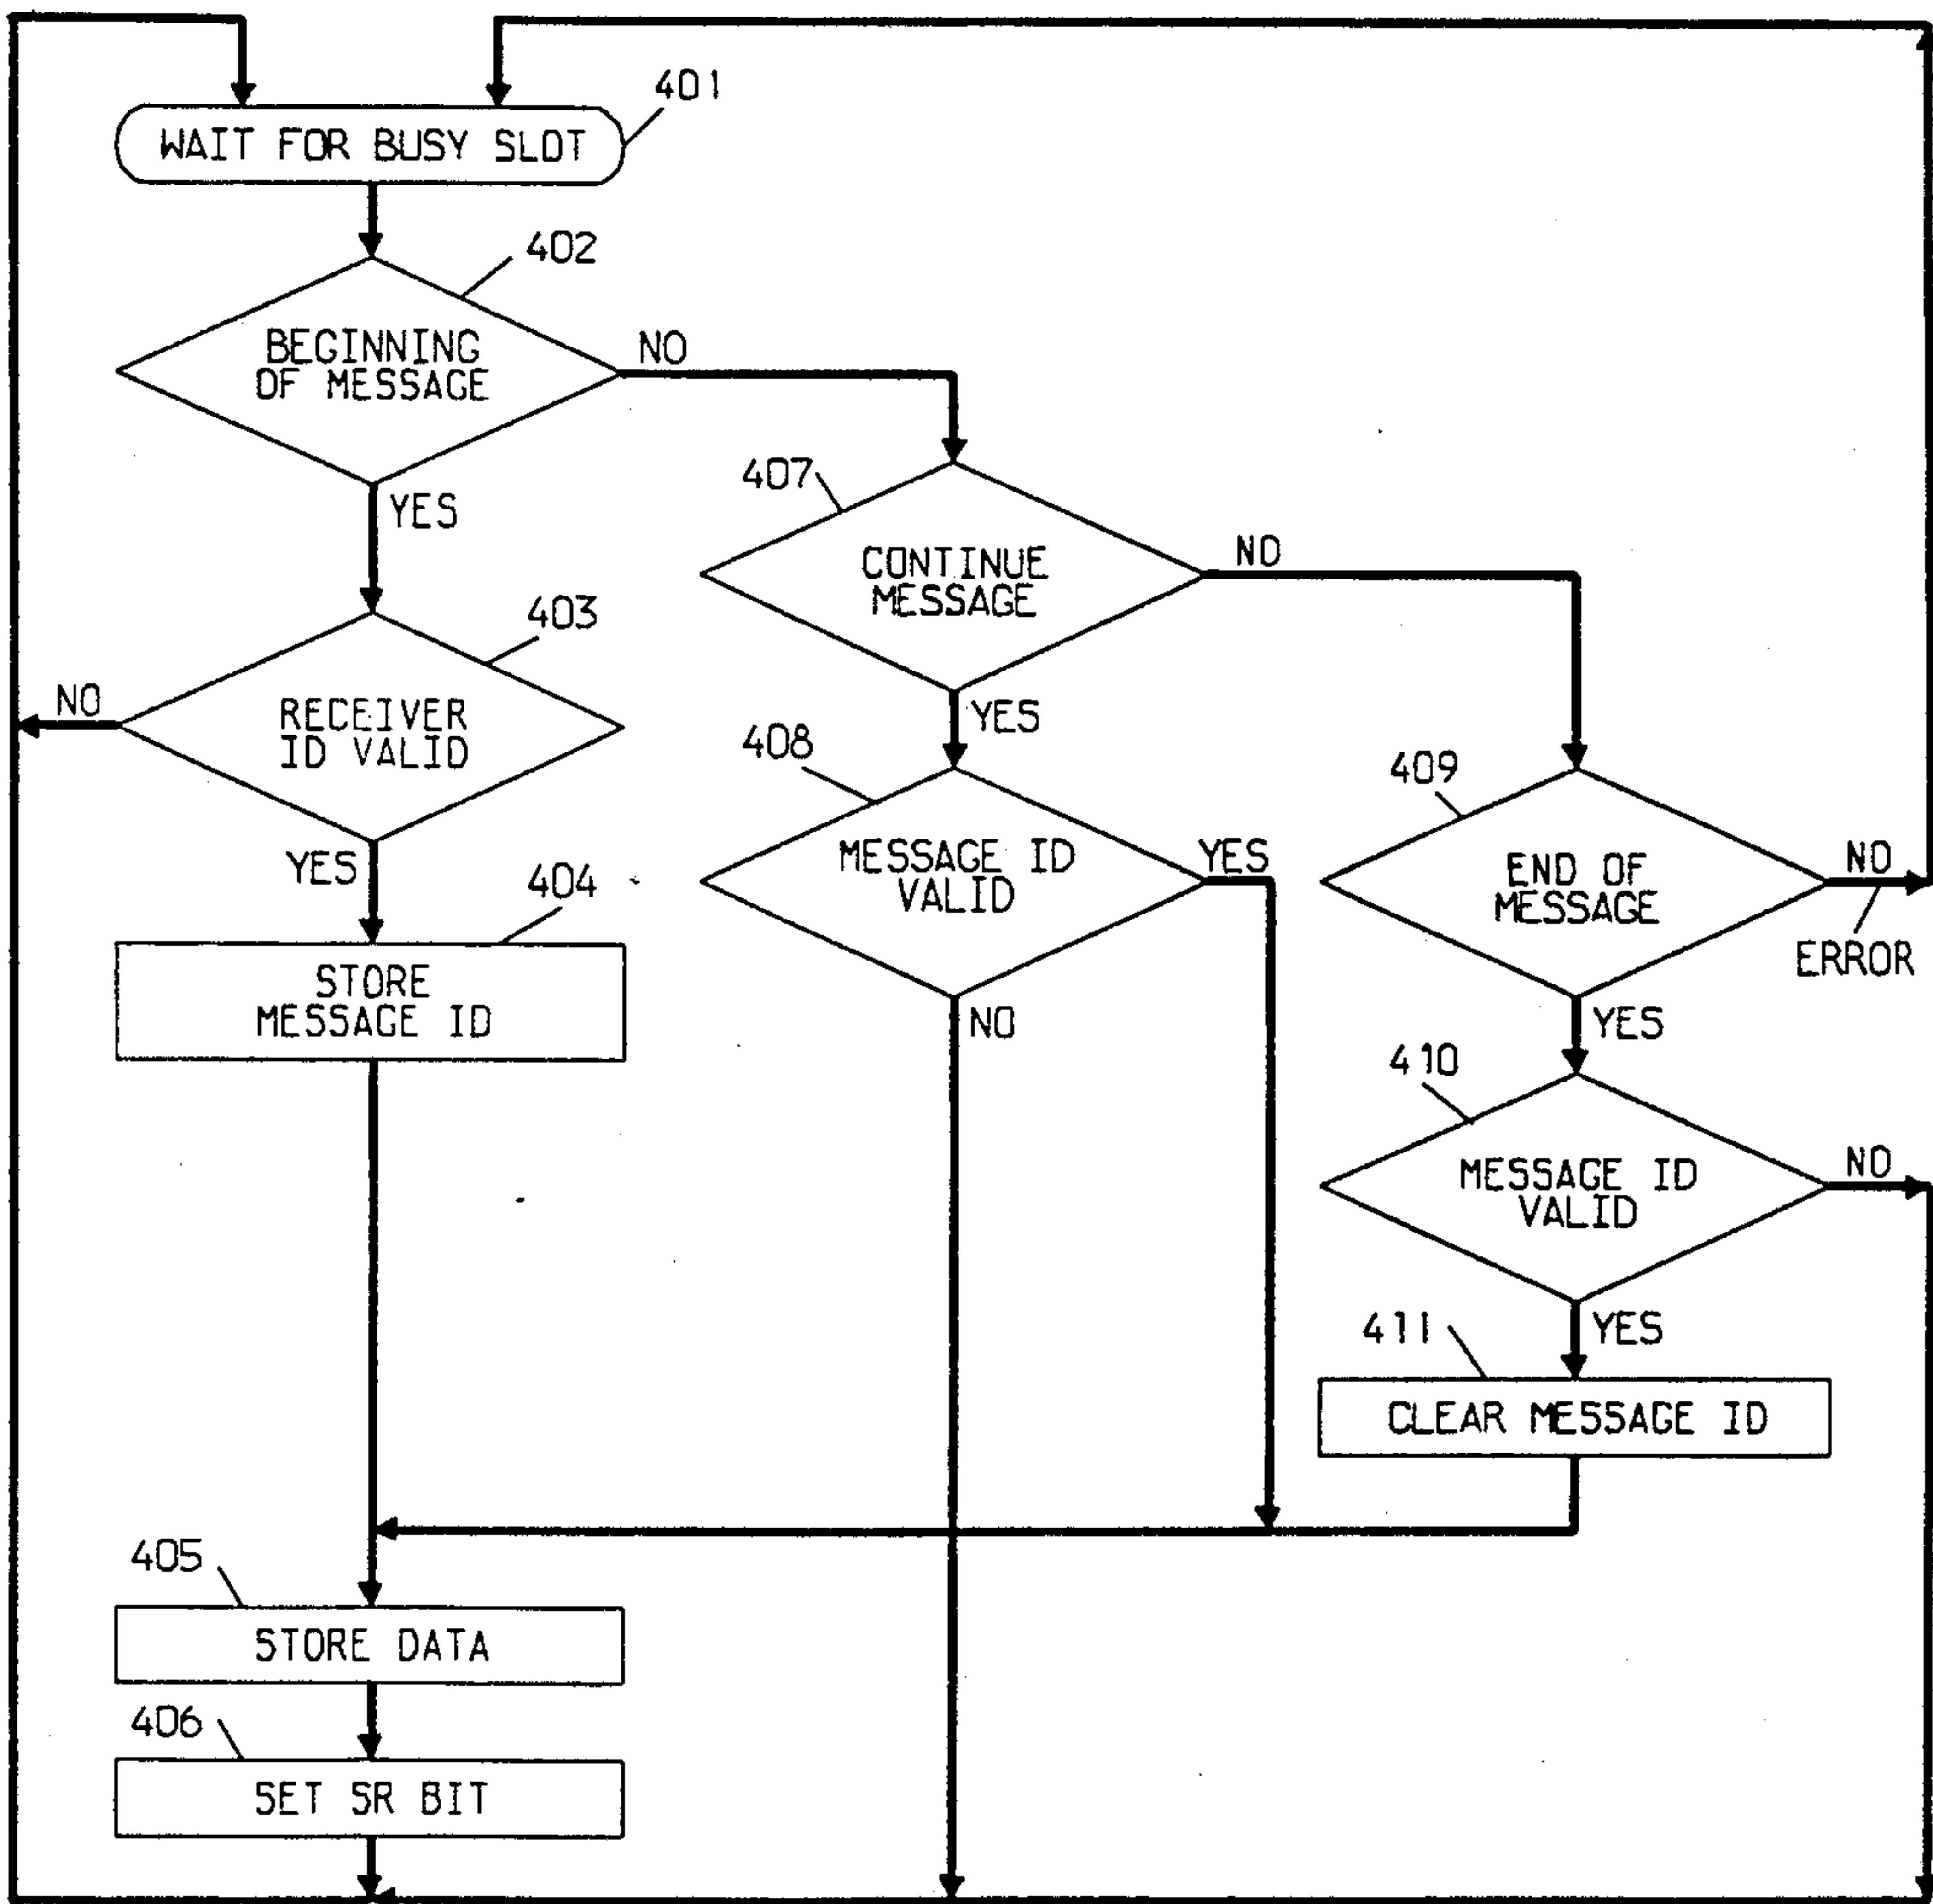 401
WAIT FOR BUSY SLOT
402
BEGINNING
OF MESSAGE
NO
YES
403
RECEIVER
ID VALID
NO
YES
404
STORE
MESSAGE ID
407
CONTINUE
MESSAGE
NO
YES
408
MESSAGE ID
VALID
YES
NO
409
END OF
MESSAGE
NO
ERROR
YES
410
MESSAGE ID
VALID
NO
YES
411
CLEAR MESSAGE ID
405
STORE DATA
406
SET SR BIT